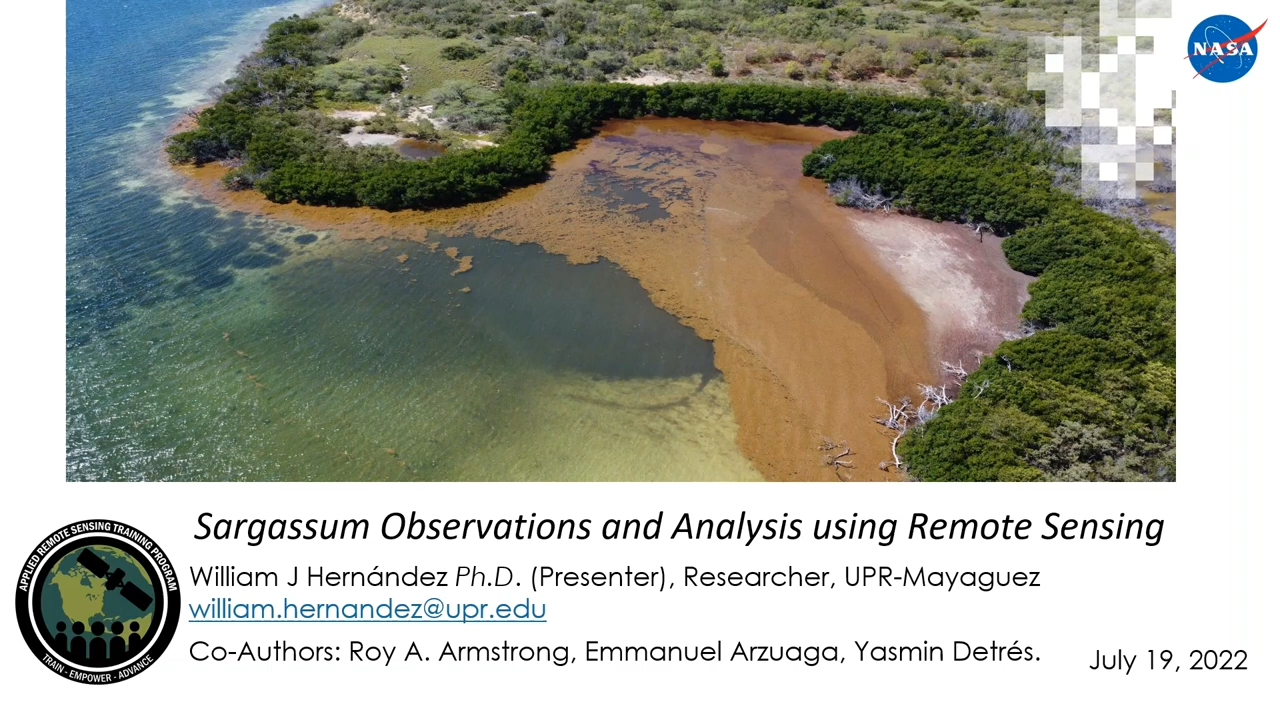 NASA
Sargassum Observations and Analysis using Remote Sensing
APPLIED REMOTE SENSING TRAINING PROGRAM
TRAIN - EMPOWER - ADVANCE
William J Hernández Ph.D. (Presenter), Researcher, UPR-Mayaguez
william.hernandez@upr.edu
Co-Authors: Roy A. Armstrong, Emmanuel Arzuaga, Yasmin Detrés.
July 19, 2022